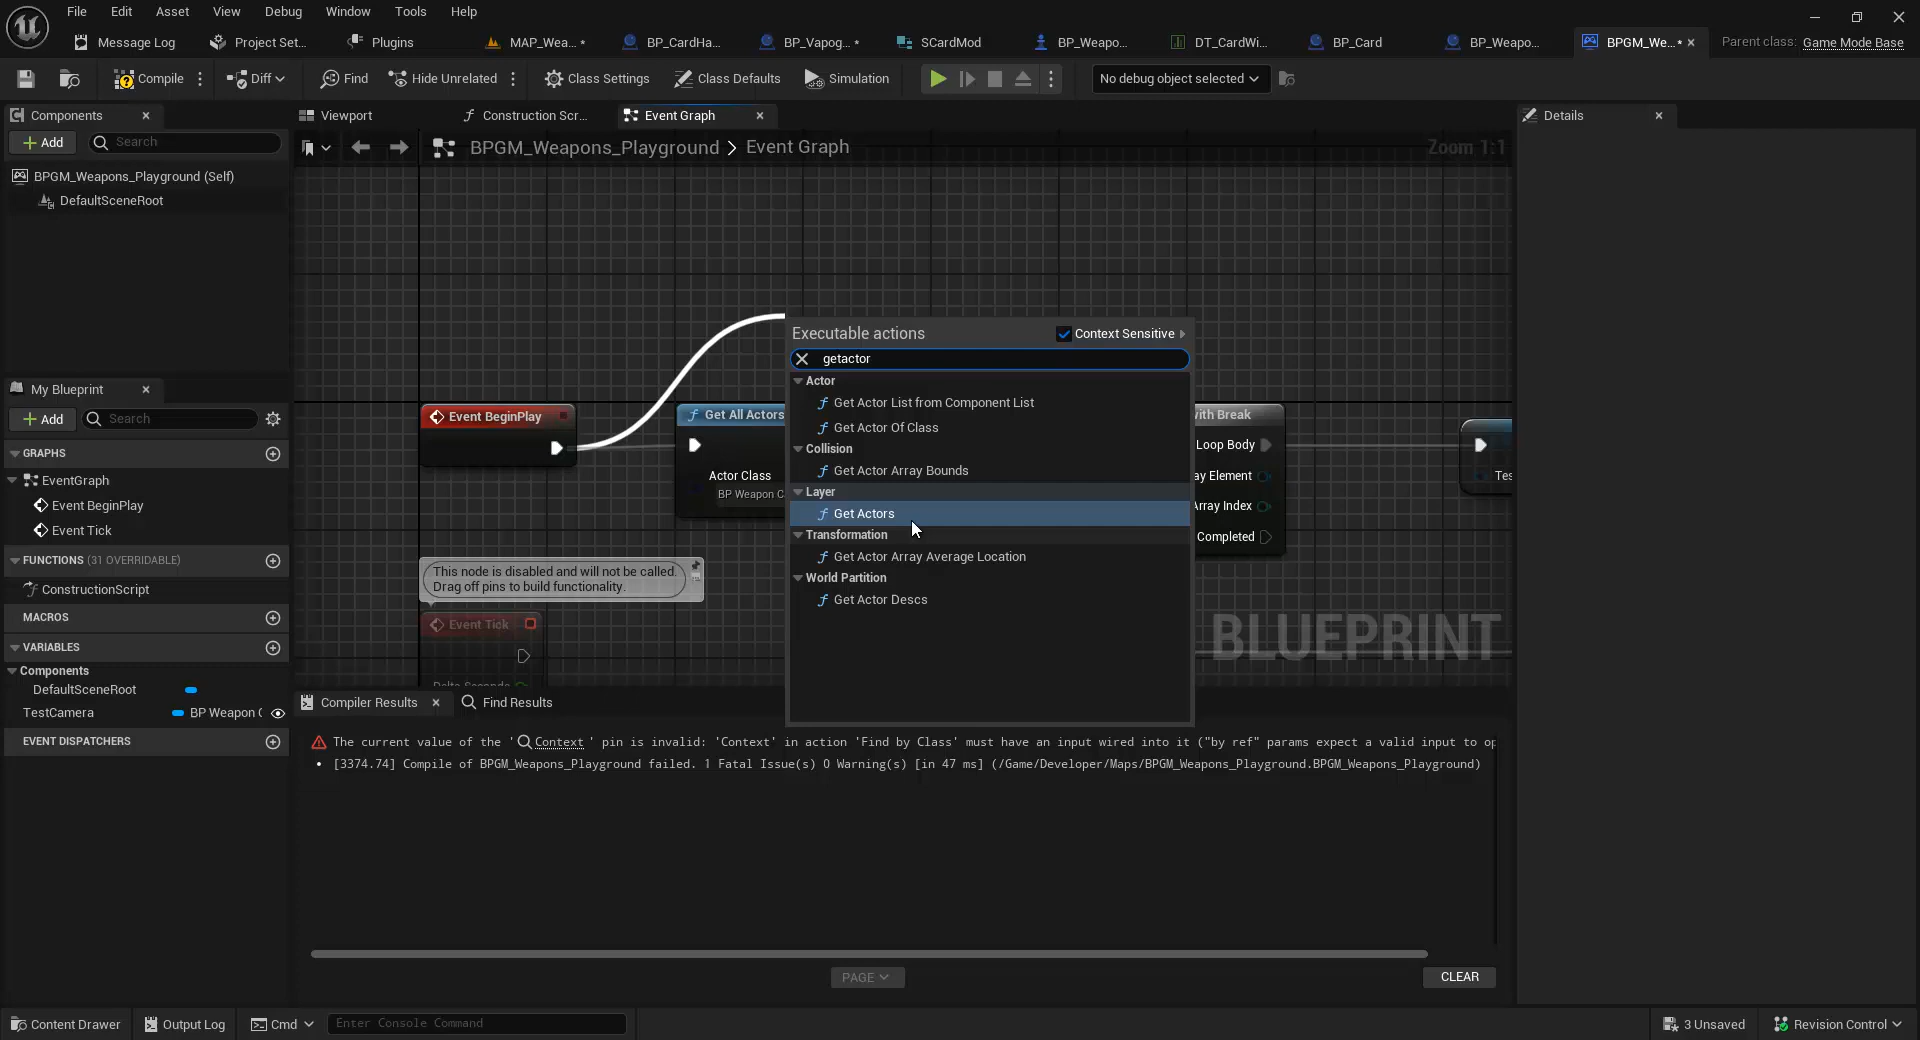 File Edit Asset View Debug Window Tools Help
Message Log Project Set... Plugins MAP_Wea... * BP_CardHa... BP_Vapog... * SCardMod BP_Weapo... DT_CardWi... BP_Card BP_Weapo... BPGM_We...* Parent class: Game Mode Base
Compile Diff Find Hide Unrelated Class Settings Class Defaults Simulation No debug object selected
Components Viewport Construction Scr... Event Graph Details
Add Search BPGM_Weapons_Playground > Event Graph Zoom 1:1
BPGM_Weapons_Playground (Self)
DefaultSceneRoot
My Blueprint
Add Search
GRAPHS
EventGraph
Event BeginPlay
Event Tick
FUNCTIONS (31 OVERRIDABLE)
ConstructionScript
MACROS
VARIABLES
Components
DefaultSceneRoot
TestCamera BP Weapon C
EVENT DISPATCHERS
Event BeginPlay
Get All Actors
Actor Class
BP Weapon C
This node is disabled and will not be called.
Drag off pins to build functionality.
Event Tick
Delta Seconds
Executable actions Context Sensitive
getactor
Actor
Get Actor List from Component List
Get Actor Of Class
Collision
Get Actor Array Bounds
Layer
Get Actors
Transformation
Get Actor Array Average Location
World Partition
Get Actor Descs
with Break
Loop Body
ay Element
Array Index
Completed
Tes
BLUEPRINT
Compiler Results Find Results
The current value of the ' Context ' pin is invalid: 'Context' in action 'Find by Class' must have an input wired into it ("by ref" params expect a valid input to op
[3374.74] Compile of BPGM_Weapons_Playground failed. 1 Fatal Issue(s) 0 Warning(s) [in 47 ms] (/Game/Developer/Maps/BPGM_Weapons_Playground.BPGM_Weapons_Playground)
PAGE CLEAR
Content Drawer Output Log Cmd Enter Console Command 3 Unsaved Revision Control